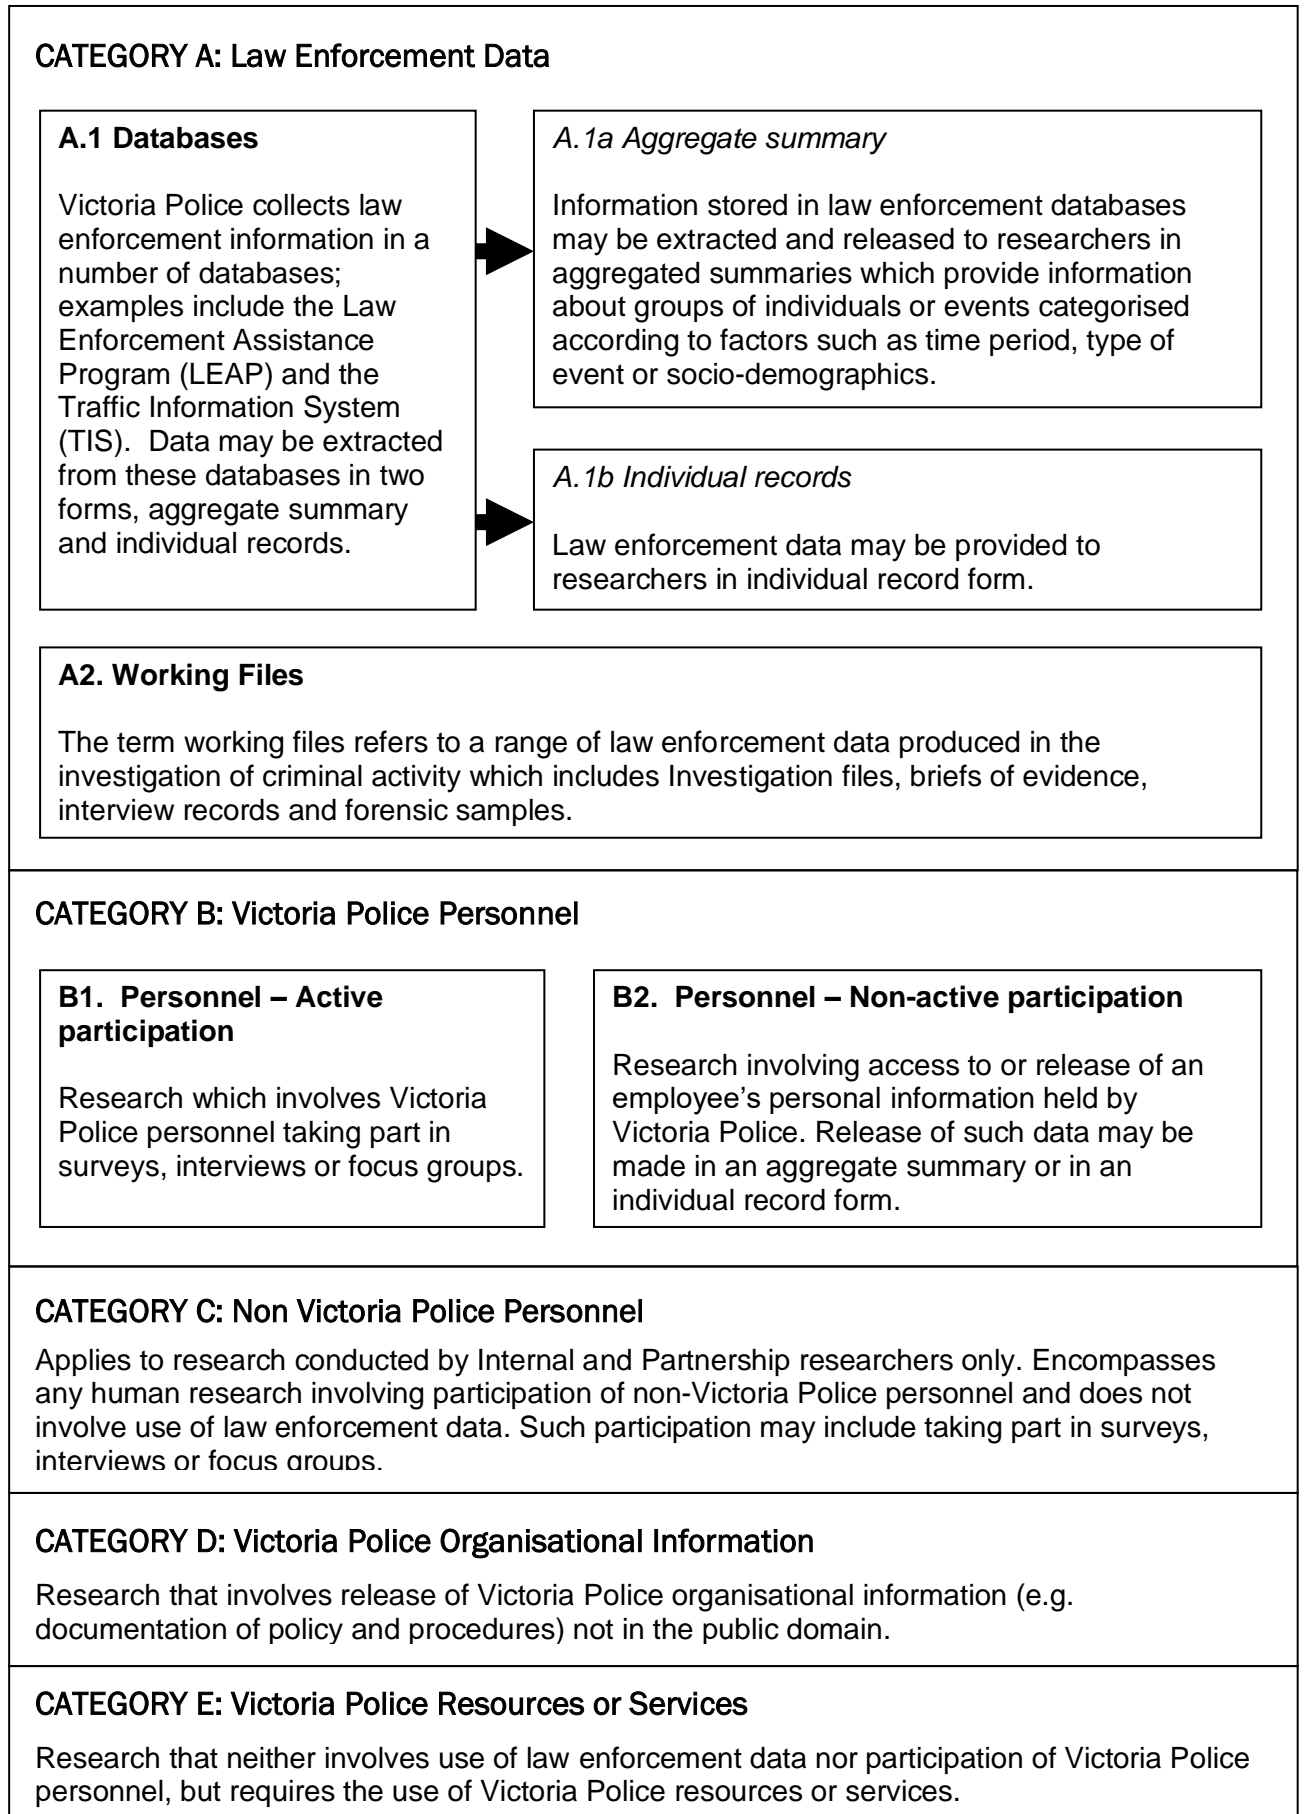 CATEGORY A: Law Enforcement Data
A.1 Databases
Victoria Police collects law
enforcement information in a
number of databases;
examples include the Law
Enforcement Assistance
Program (LEAP) and the
Traffic Information System
(TIS).  Data may be extracted
from these databases in two
forms, aggregate summary
and individual records.
A.1a Aggregate summary
Information stored in law enforcement databases
may be extracted and released to researchers in
aggregated summaries which provide information
about groups of individuals or events categorised
according to factors such as time period, type of
event or socio-demographics.
A.1b Individual records
Law enforcement data may be provided to
researchers in individual record form.
A2. Working Files
The term working files refers to a range of law enforcement data produced in the
investigation of criminal activity which includes Investigation files, briefs of evidence,
interview records and forensic samples.
CATEGORY B: Victoria Police Personnel
B1.  Personnel – Active
participation
Research which involves Victoria
Police personnel taking part in
surveys, interviews or focus groups.
B2.  Personnel – Non-active participation
Research involving access to or release of an
employee’s personal information held by
Victoria Police. Release of such data may be
made in an aggregate summary or in an
individual record form.
CATEGORY C: Non Victoria Police Personnel
Applies to research conducted by Internal and Partnership researchers only. Encompasses
any human research involving participation of non-Victoria Police personnel and does not
involve use of law enforcement data. Such participation may include taking part in surveys,
interviews or focus groups.
CATEGORY D: Victoria Police Organisational Information
Research that involves release of Victoria Police organisational information (e.g.
documentation of policy and procedures) not in the public domain.
CATEGORY E: Victoria Police Resources or Services
Research that neither involves use of law enforcement data nor participation of Victoria Police
personnel, but requires the use of Victoria Police resources or services.